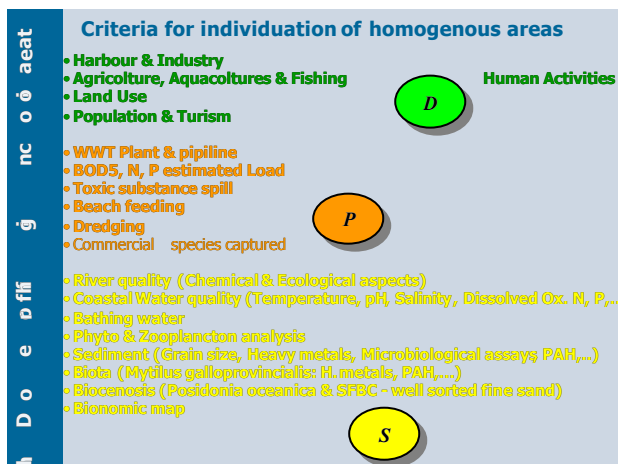 Criteria for individuation of homogenous areas
• Harbour & Industry
• Agricolture, Aquacoltures & Fishing
Human Activities
• Land Use
• Population & Turism
D
• WWT Plant & pipiline
• BOD5, N, P estimated Load
• Toxic substance spill
• Beach feeding
• Dredging
• Commercial species captured
P
• River quality (Chemical & Ecological aspects)
• Coastal Water quality (Temperature, pH, Salinity, Dissolved Ox. N, P,...
• Bathing water
• Phyto & Zooplancton analysis
• Sediment (Grain size, Heavy metals, Microbiological assays, PAH,...)
• Biota (Mytilus galloprovincialis: H. metals, PAH,....)
• Biocenosis (Posidonia oceanica & SFBC - well sorted fine sand)
• Bionomic map
S